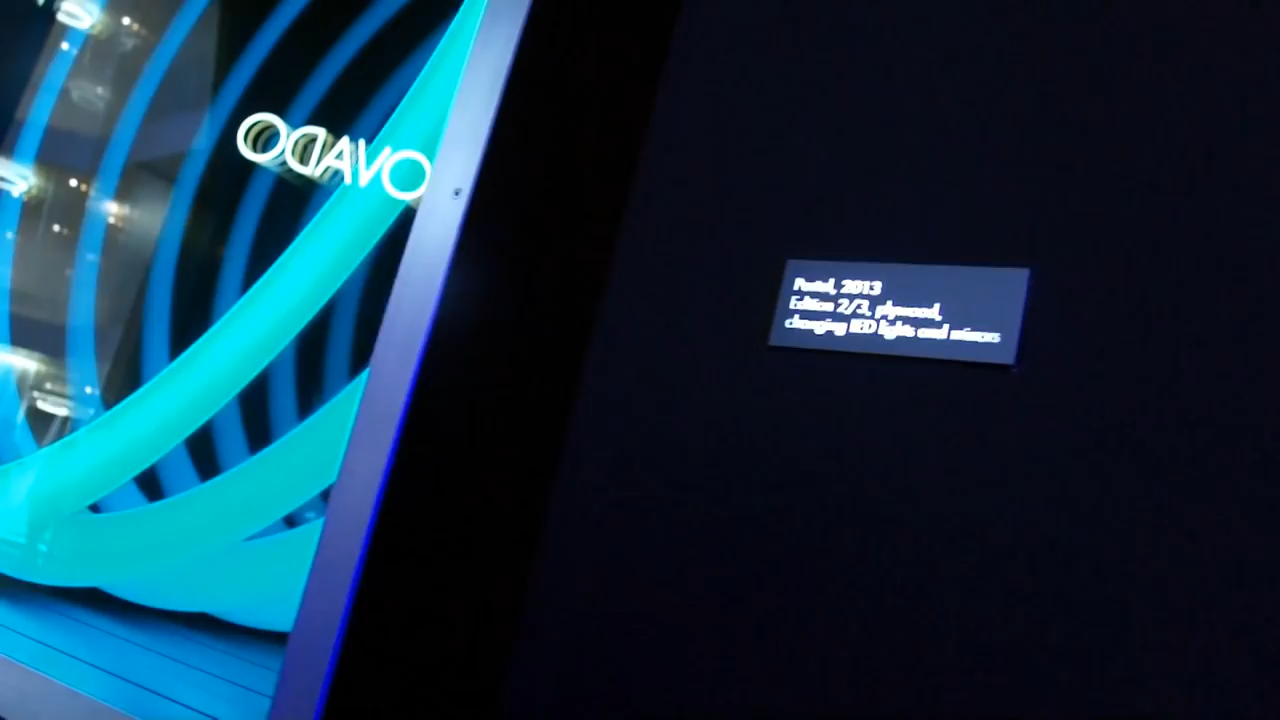 ODAVO
Portal, 2013
Edition 2/3, plywood,
changing LED lights and mirrors